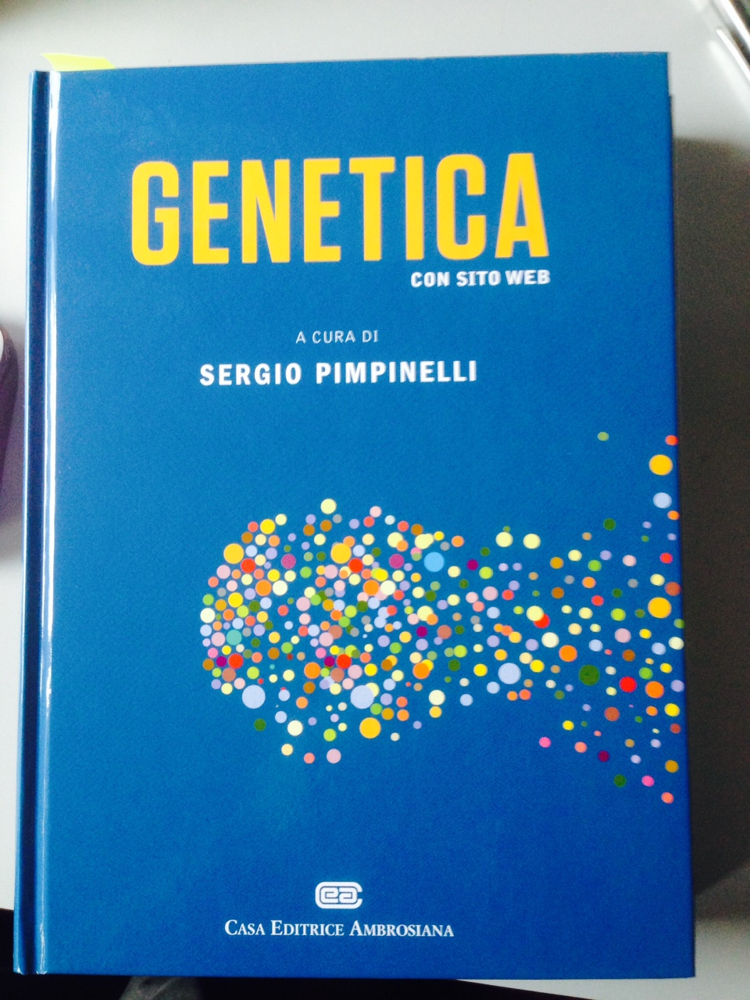 GENETICA
CON SITO WEB
A CURA DI
SERGIO PIMPINELLI
cea
CASA EDITRICE AMBROSIANA